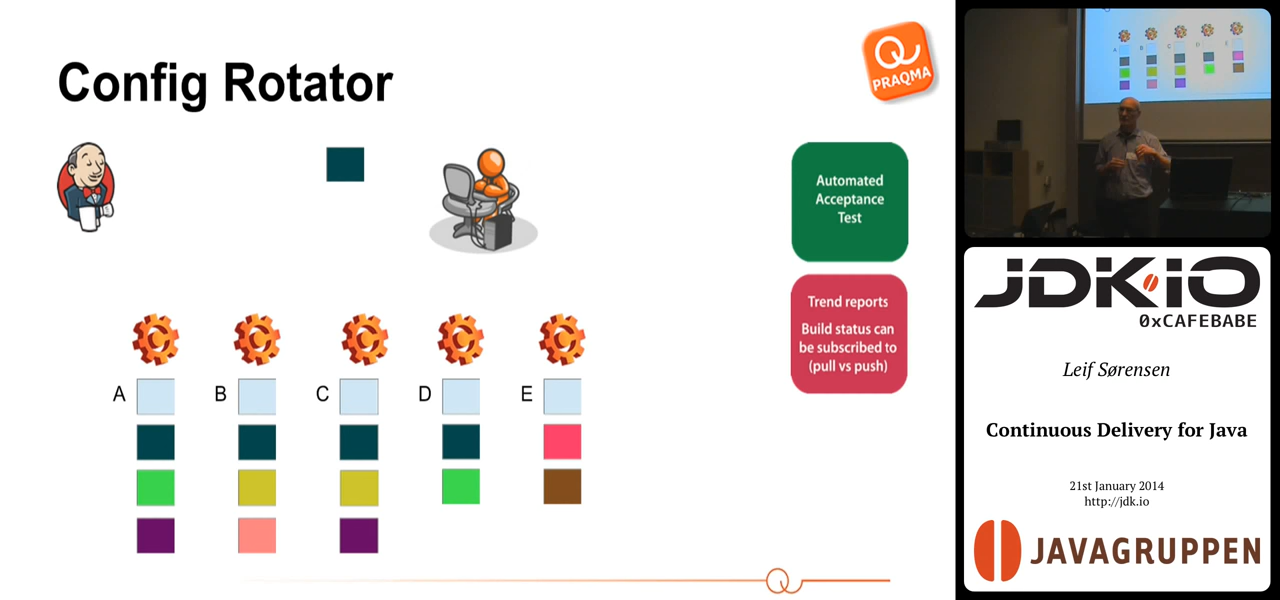 Config Rotator
PRAQMA
Automated
Acceptance
Test
Trend reports
Build status can
be subscribed to
(pull vs push)
A
B
C
D
E
A
B
C
D
E
JDK.iO
0xCAFEBABE
Leif Sørensen
Continuous Delivery for Java
21st January 2014
http://jdk.io
JAVAGRUPPEN